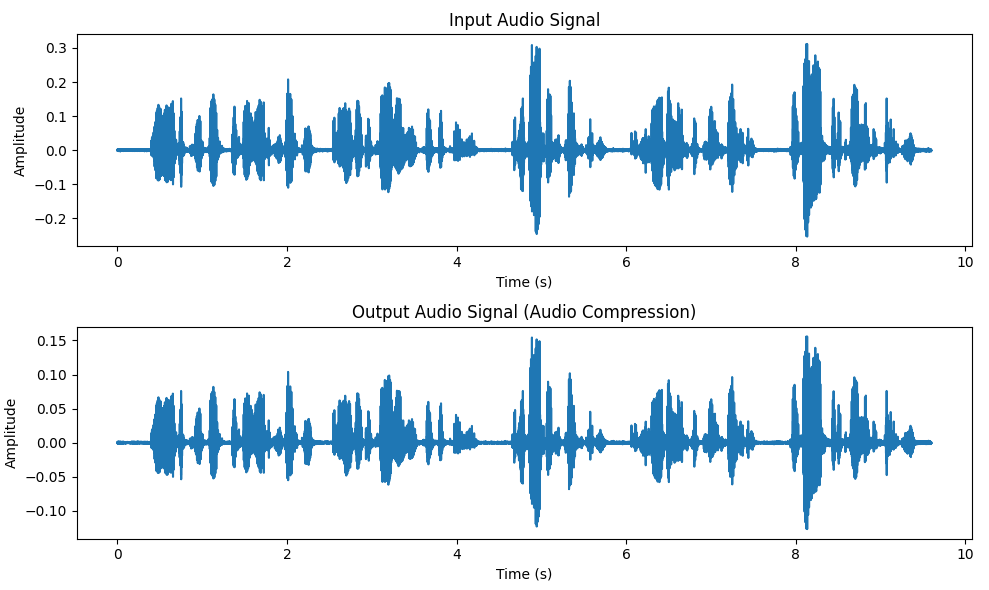 Input Audio Signal
0.3
0.2
0.1
0.0
−0.1
−0.2
Amplitude
0 2 4 6 8 10
Time (s)
Output Audio Signal (Audio Compression)
0.15
0.10
0.05
0.00
−0.05
−0.10
Amplitude
0 2 4 6 8 10
Time (s)